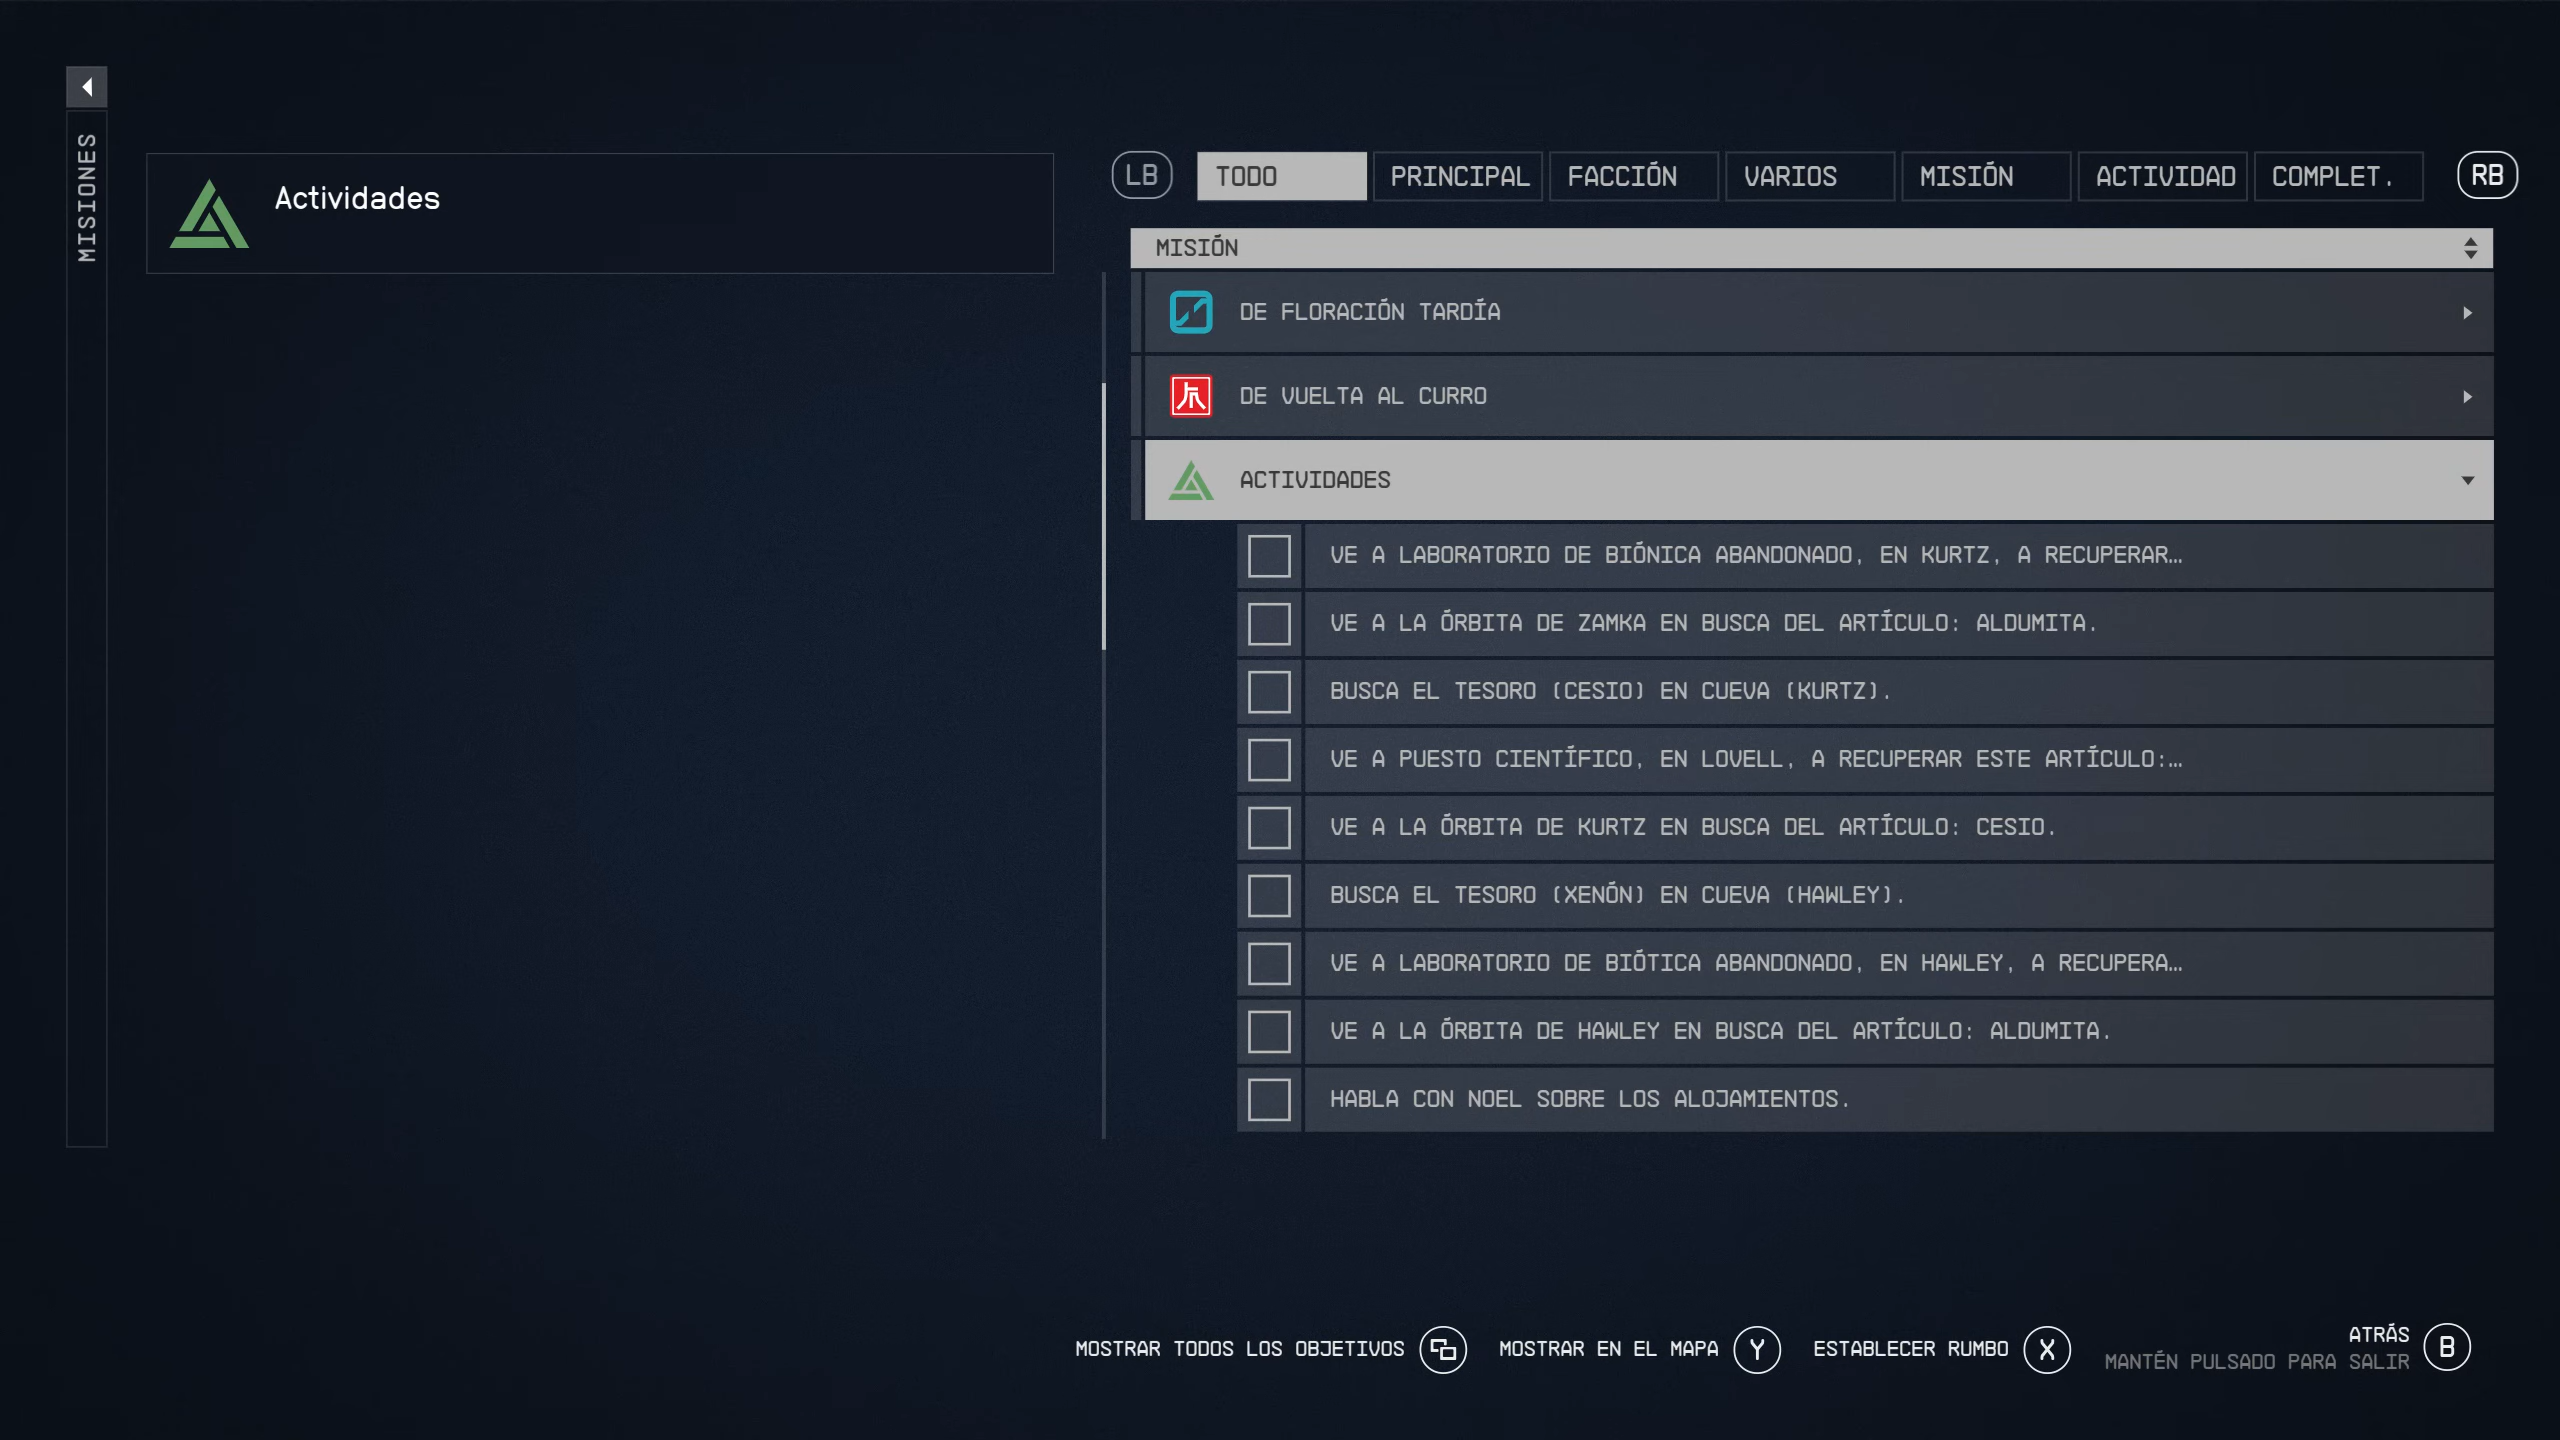 MISIONES
Actividades
LB
TODO
PRINCIPAL
FACCIÓN
VARIOS
MISIÓN
ACTIVIDAD
COMPLET.
RB
MISIÓN
DE FLORACIÓN TARDÍA
DE VUELTA AL CURRO
ACTIVIDADES
VE A LABORATORIO DE BIÓNICA ABANDONADO, EN KURTZ, A RECUPERAR…
VE A LA ÓRBITA DE ZAMKA EN BUSCA DEL ARTÍCULO: ALDUMITA.
BUSCA EL TESORO (CESIO) EN CUEVA (KURTZ).
VE A PUESTO CIENTÍFICO, EN LOVELL, A RECUPERAR ESTE ARTÍCULO:…
VE A LA ÓRBITA DE KURTZ EN BUSCA DEL ARTÍCULO: CESIO.
BUSCA EL TESORO (XENÓN) EN CUEVA (HAWLEY).
VE A LABORATORIO DE BIÓTICA ABANDONADO, EN HAWLEY, A RECUPERA…
VE A LA ÓRBITA DE HAWLEY EN BUSCA DEL ARTÍCULO: ALDUMITA.
HABLA CON NOEL SOBRE LOS ALOJAMIENTOS.
MOSTRAR TODOS LOS OBJETIVOS
MOSTRAR EN EL MAPA Y
ESTABLECER RUMBO X
ATRÁS B
MANTÉN PULSADO PARA SALIR